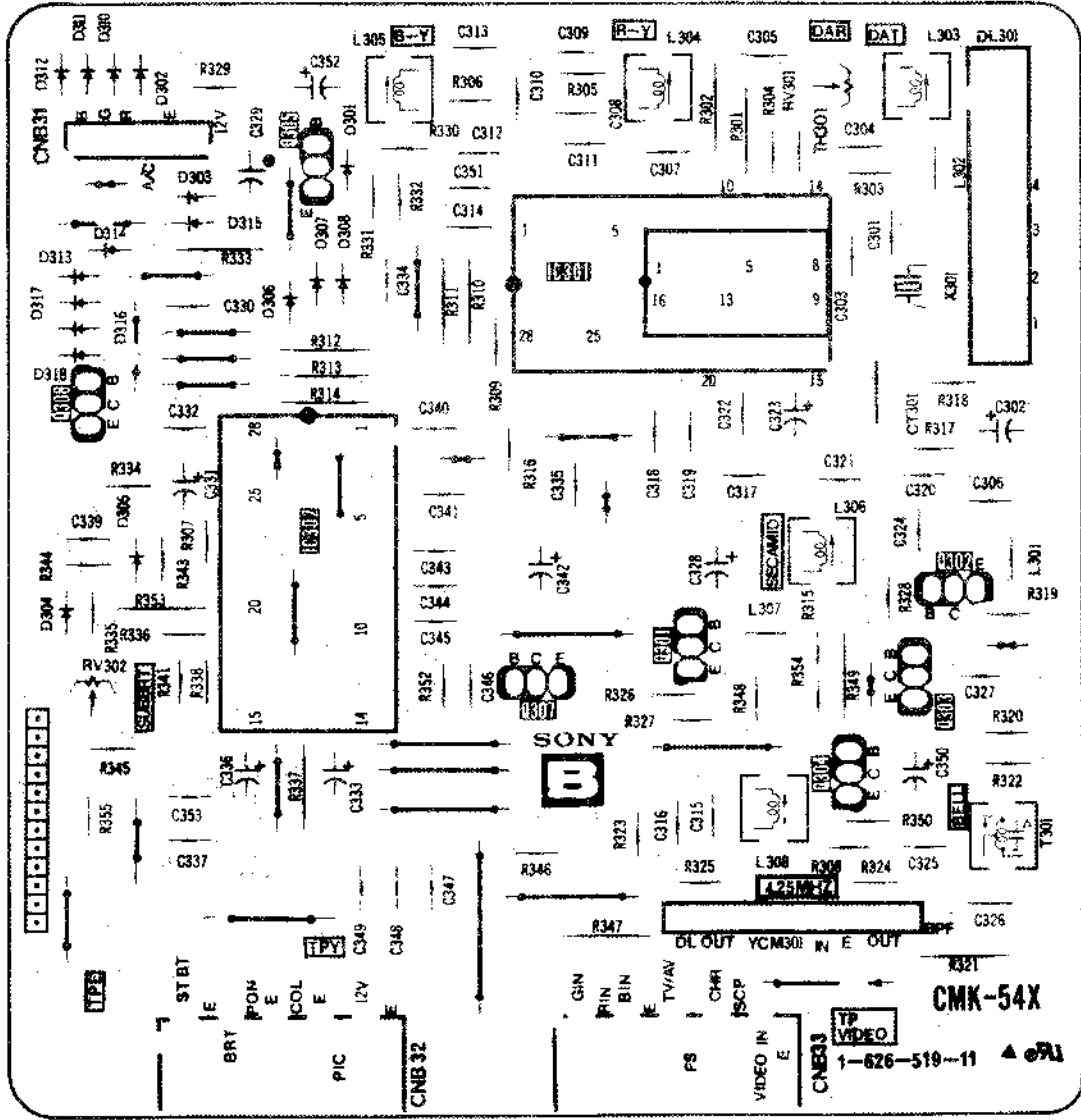 D311
D310
D312
D302
R329
C352
L305
B-Y
C313
C309
R-Y
L304
C305
DAR
DAT
L303
DL301
CNB31
B
G
R
E
12V
C329
B
D301
R330
R306
C310
R305
C308
R302
R301
R304
RV301
TH301
C304
C312
C311
C307
L302
A/C
D303
E
R332
C351
10
14
R303
4
D314
D315
D307
D308
R331
C314
1
5
C301
3
D313
R333
C334
IC301
1
5
8
X301
2
D317
D316
C330
D306
R311
R310
16
13
9
C303
1
28
25
R312
R313
R314
D318
B
C
E
C332
28
1
C340
R309
20
15
C322
C323
CT301
R318
R317
C302
R334
C331
25
5
R316
C335
C318
C319
C317
C321
C320
C306
C339
D305
R307
C341
L306
C324
R344
R343
C343
C342
C328
SECAMID
Q302
E
B
C
L301
D304
R353
20
C344
L307
R315
R328
R319
R335
R336
10
C345
B
C
E
RV302
SUBRT
R341
R338
R352
C346
B
C
E
R326
R348
R354
R349
B
C
E
C327
15
14
Q307
R327
Q303
R320
R345
C336
R337
C333
SONY
B
Q304
B
C
E
C350
R322
R355
C353
R323
C316
C315
R350
BELL
T301
C337
R346
R325
L308
R324
C325
C347
4.25MHZ
C349
C348
R347
DL OUT
YCM301
IN
E
OUT
BPF
C326
TPY
R321
ST BT
E
PON
E
COL
E
12V
E
GIN
RIN
BIN
E
TV/AV
CHR
SCP
CMK-54X
BRT
PIC
CNB32
PS
VIDEO IN
E
CNB33
TP
VIDEO
1-626-519-11